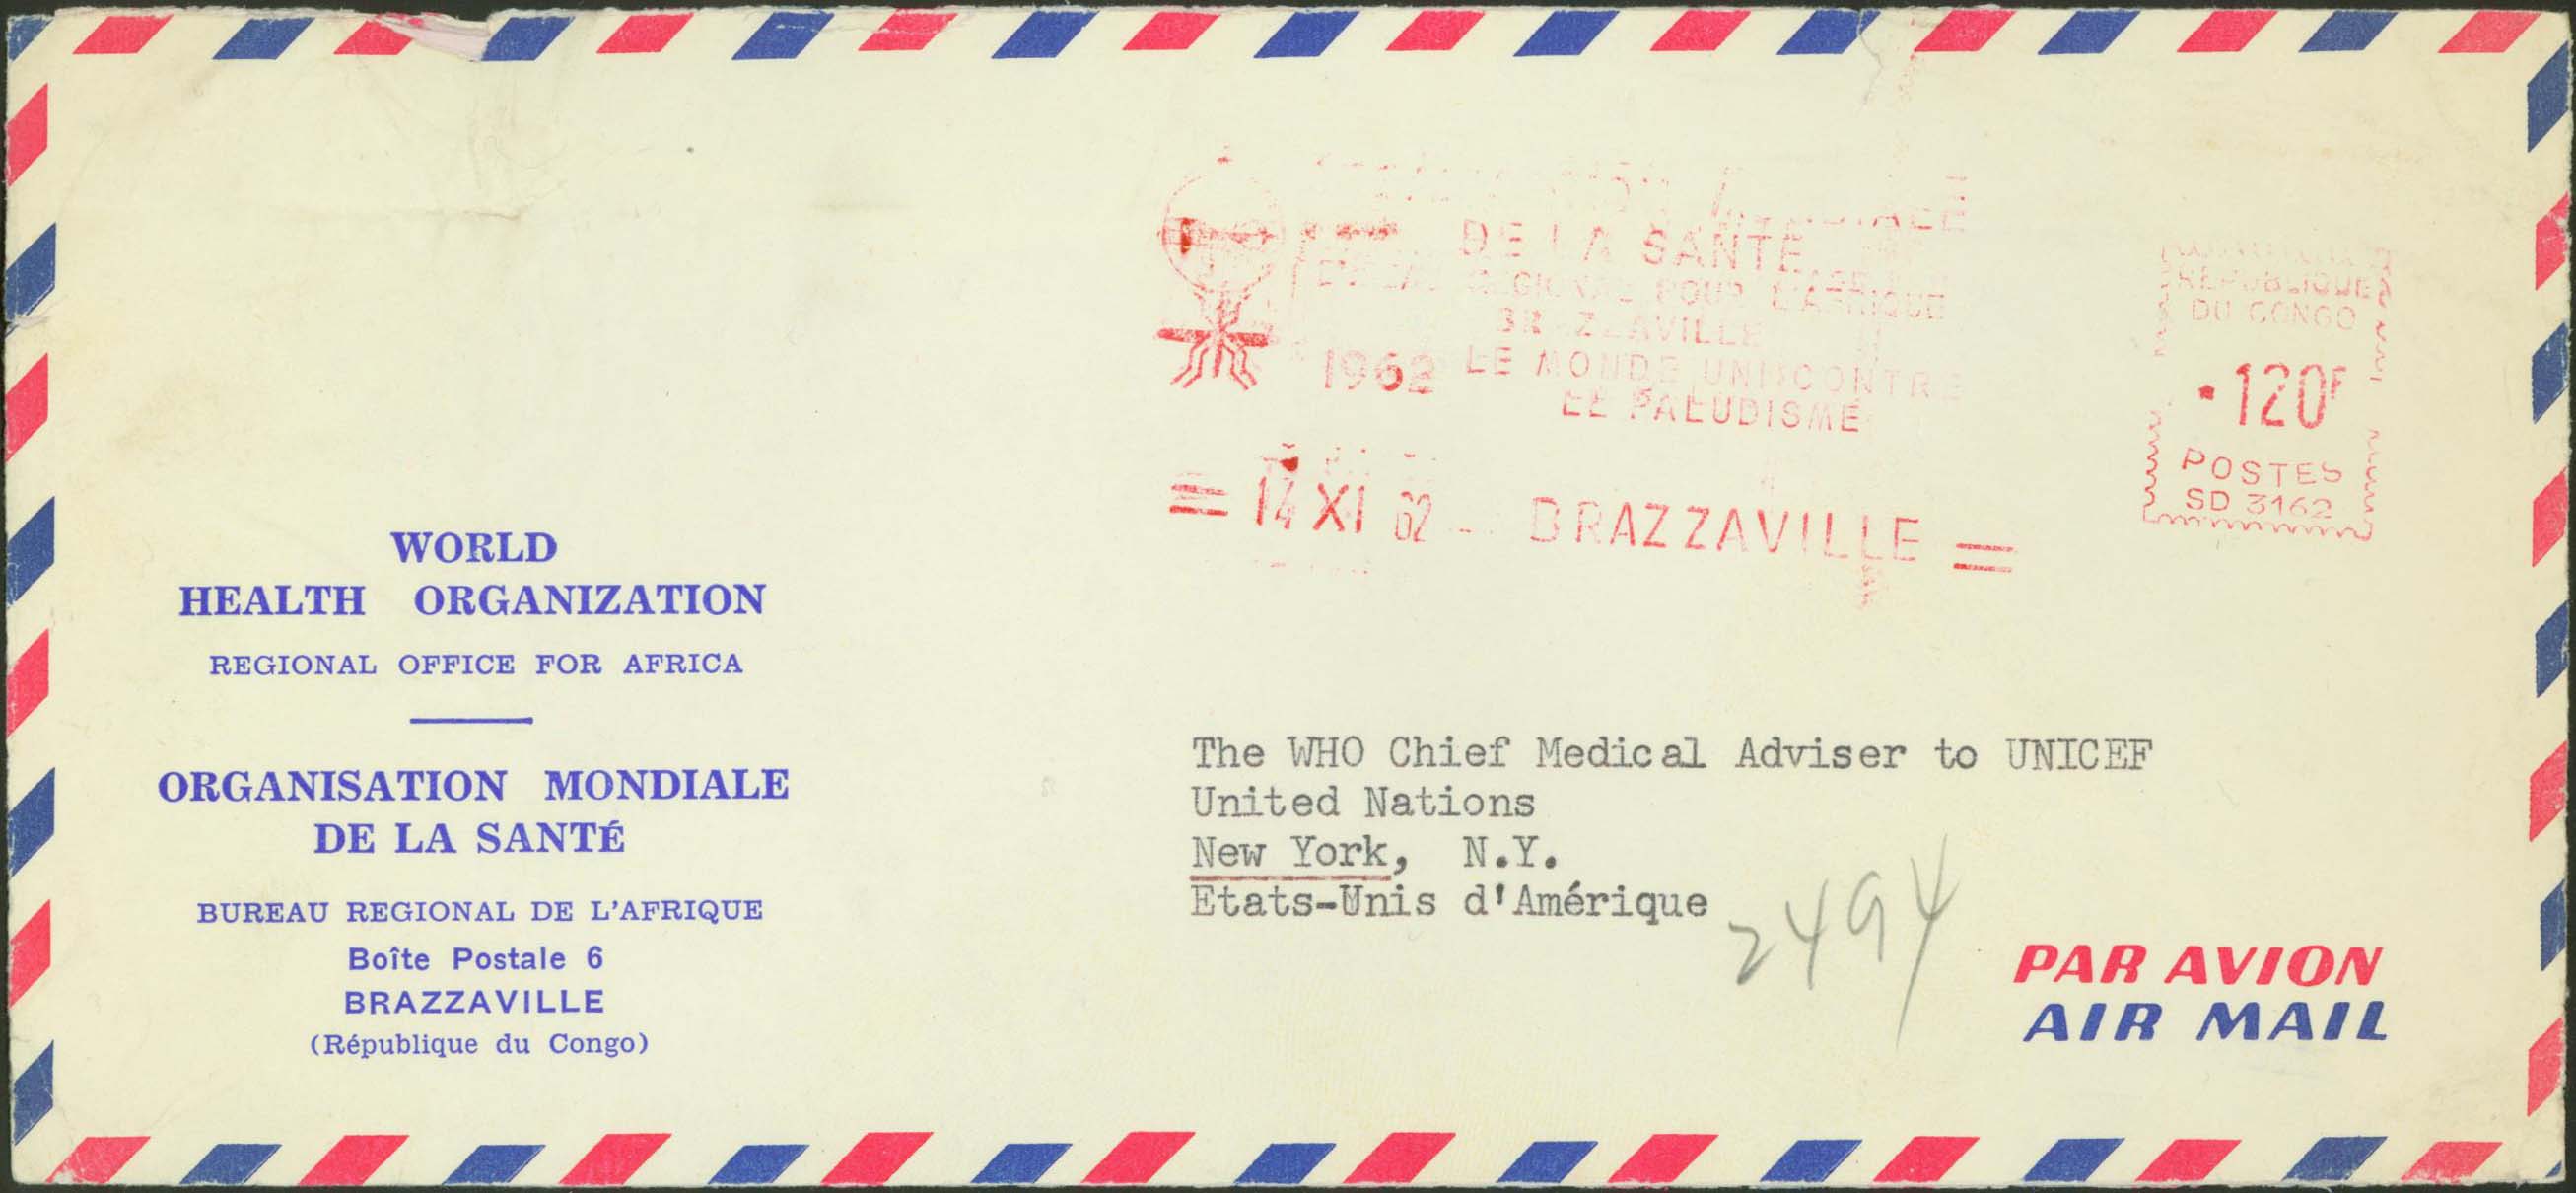 DE LA SANTE
REGIONAL POUR L'AFRIQUE
BRAZZAVILLE
1962 LE MONDE UNI CONTRE
LE PALUDISME
= 14 XI 62 - BRAZZAVILLE =
REPUBLIQUE
DU CONGO
120F
POSTES
SD 3162
WORLD
HEALTH ORGANIZATION
REGIONAL OFFICE FOR AFRICA
ORGANISATION MONDIALE
DE LA SANTÉ
BUREAU REGIONAL DE L'AFRIQUE
Boîte Postale 6
BRAZZAVILLE
(République du Congo)
The WHO Chief Medical Adviser to UNICEF
United Nations
New York, N.Y.
Etats-Unis d'Amérique
2494
PAR AVION
AIR MAIL